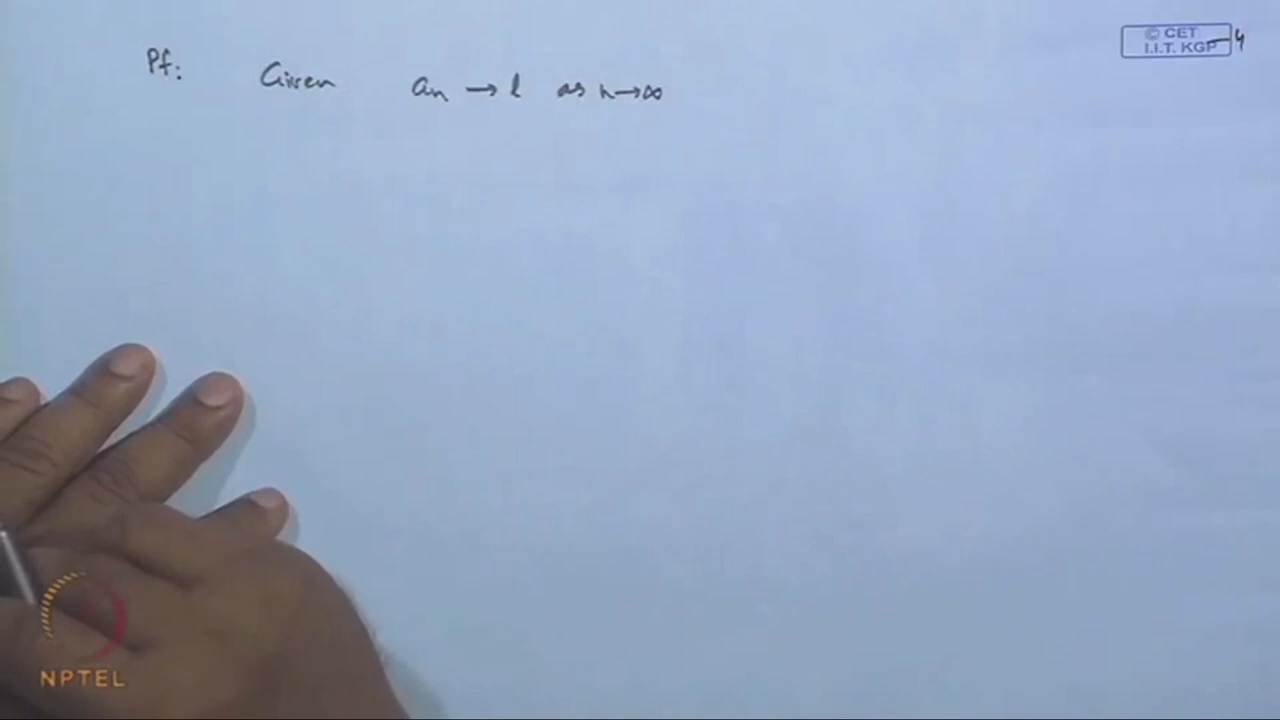 Pf: Given an → l as n→∞
© CET
I.I.T. KGP
4
NPTEL